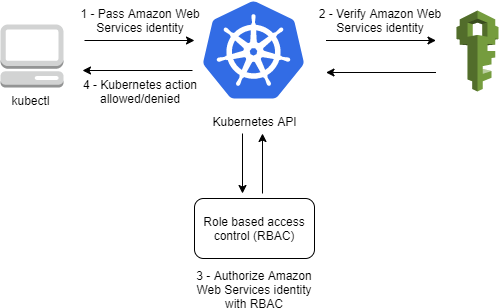 1 - Pass Amazon Web
Services identity
2 - Verify Amazon Web
Services identity
kubectl
4 - Kubernetes action
allowed/denied
Kubernetes API
Role based access
control (RBAC)
3 - Authorize Amazon
Web Services identity
with RBAC